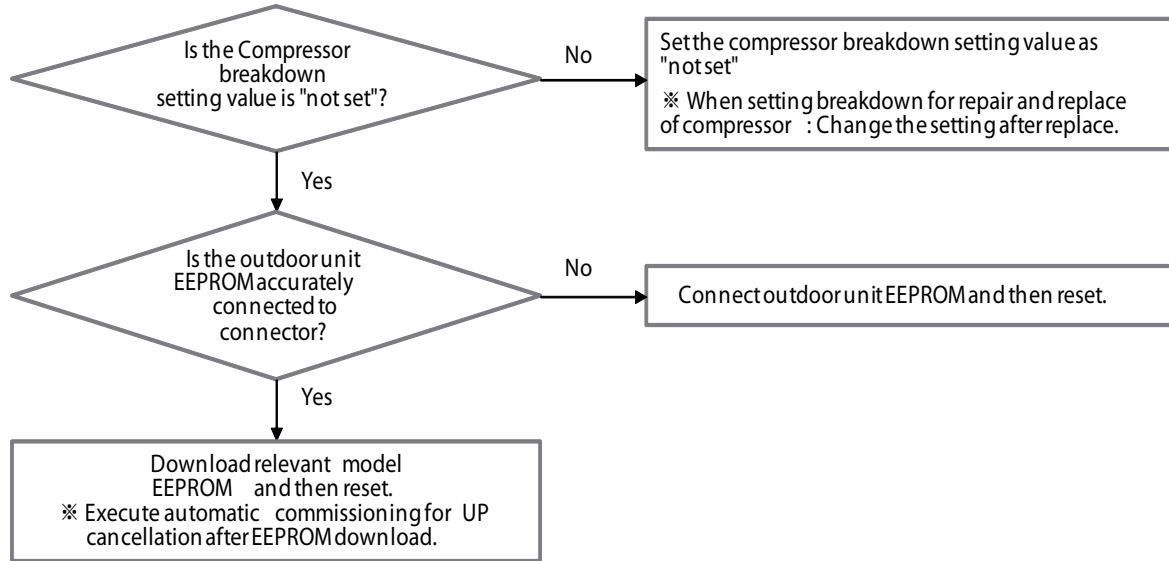 Is the Compressor
breakdown
setting value is "not set"?
No
Set the compressor breakdown setting value as
"not set"
※ When setting breakdown for repair and replace
of compressor : Change the setting after replace.
Yes
Is the outdoor unit
EEPROM accurately
connected to
connector?
No
Connect outdoor unit EEPROM and then reset.
Yes
Download relevant model
EEPROM and then reset.
※ Execute automatic commissioning for UP
cancellation after EEPROM download.